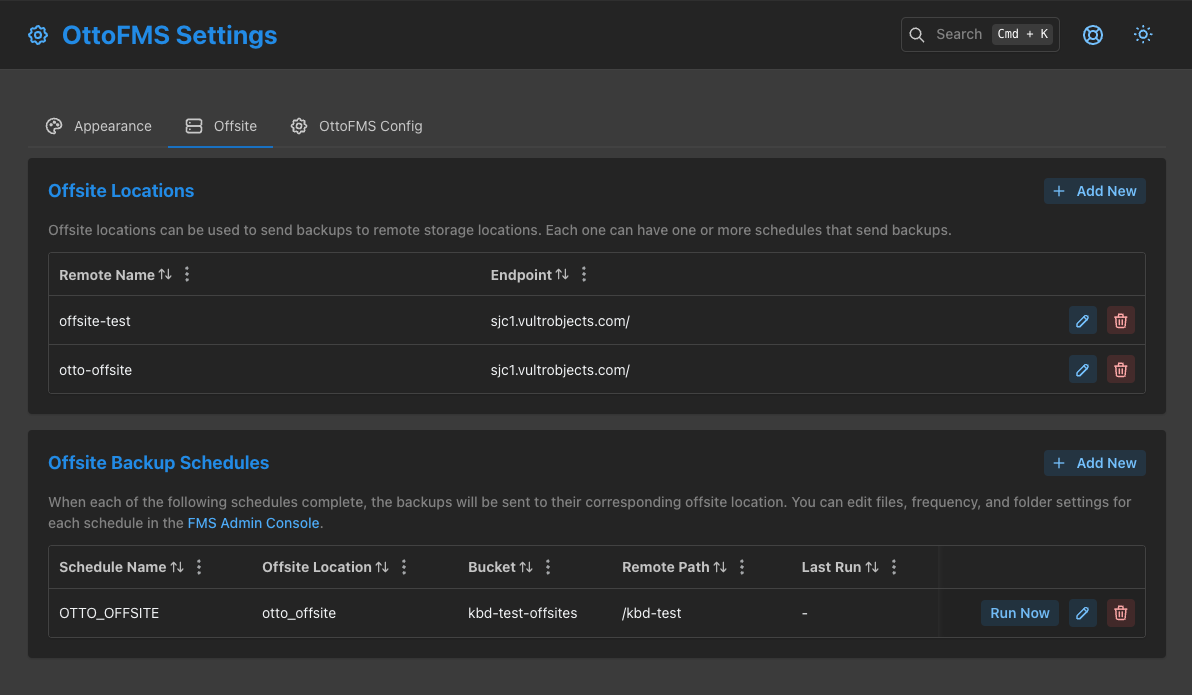 OttoFMS Settings
Search Cmd + K
Appearance Offsite OttoFMS Config
Offsite Locations
Add New
Offsite locations can be used to send backups to remote storage locations. Each one can have one or more schedules that send backups.
Remote Name Endpoint
offsite-test sjc1.vultrobjects.com/
otto-offsite sjc1.vultrobjects.com/
Offsite Backup Schedules
Add New
When each of the following schedules complete, the backups will be sent to their corresponding offsite location. You can edit files, frequency, and folder settings for
each schedule in the FMS Admin Console.
Schedule Name Offsite Location Bucket Remote Path Last Run
OTTO_OFFSITE otto_offsite kbd-test-offsites /kbd-test - Run Now